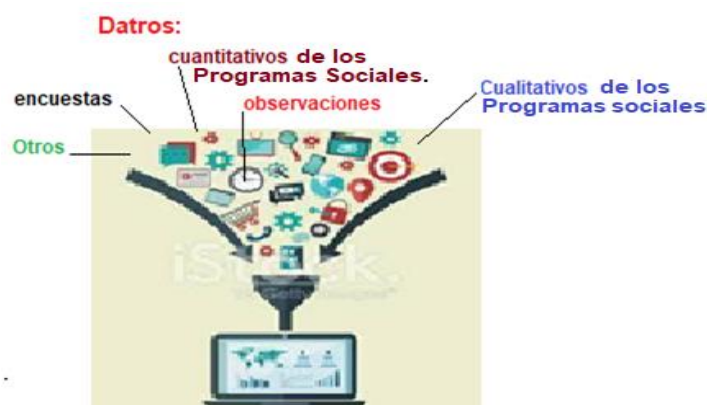 Datros:
cuantitativos de los
Programas Sociales.
Cualitativos de los
Programas sociales
encuestas
observaciones
Otros
iStock.